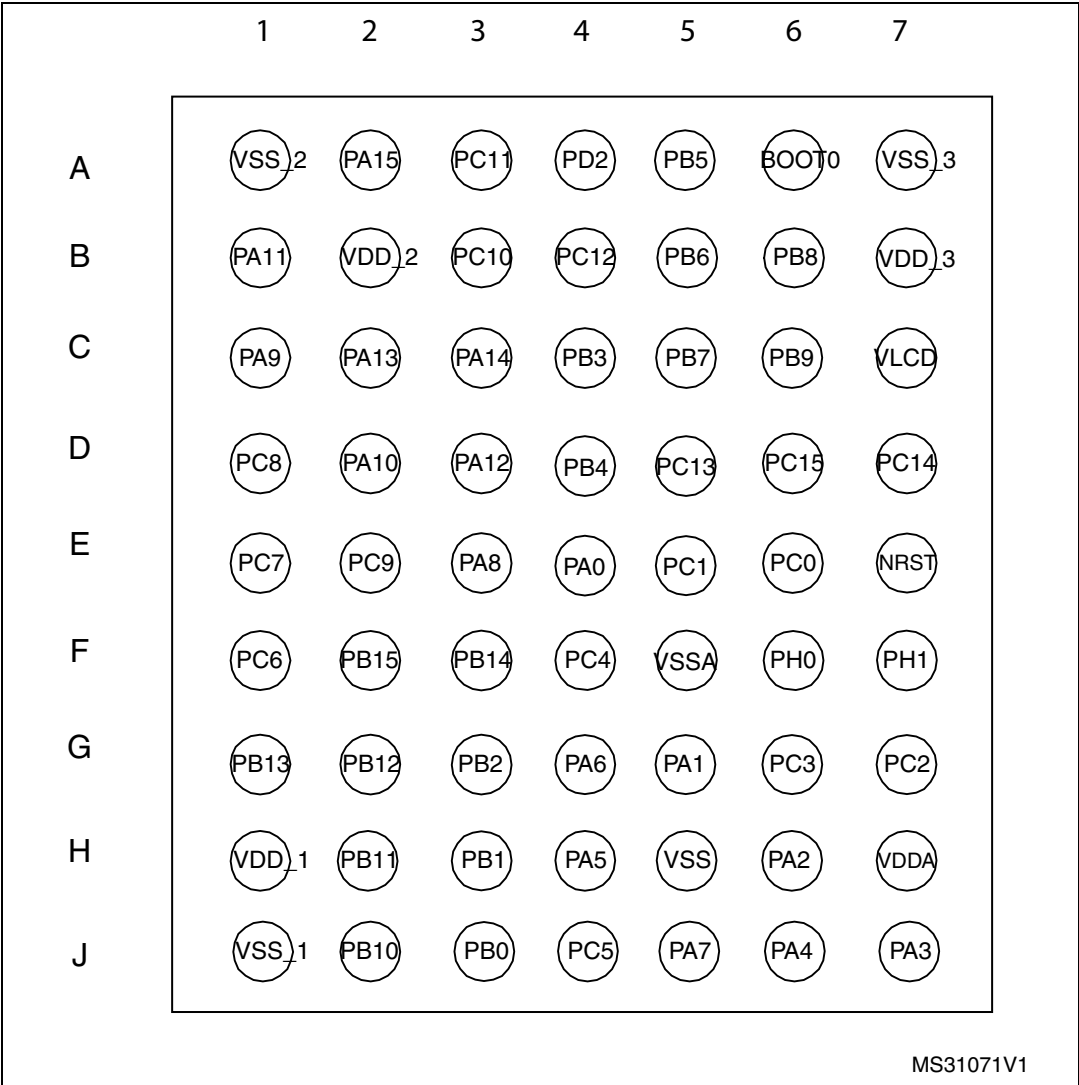 1 2 3 4 5 6 7
A VSS_2 PA15 PC11 PD2 PB5 BOOT0 VSS_3
B PA11 VDD_2 PC10 PC12 PB6 PB8 VDD_3
C PA9 PA13 PA14 PB3 PB7 PB9 VLCD
D PC8 PA10 PA12 PB4 PC13 PC15 PC14
E PC7 PC9 PA8 PA0 PC1 PC0 NRST
F PC6 PB15 PB14 PC4 VSSA PH0 PH1
G PB13 PB12 PB2 PA6 PA1 PC3 PC2
H VDD_1 PB11 PB1 PA5 VSS PA2 VDDA
J VSS_1 PB10 PB0 PC5 PA7 PA4 PA3
MS31071V1